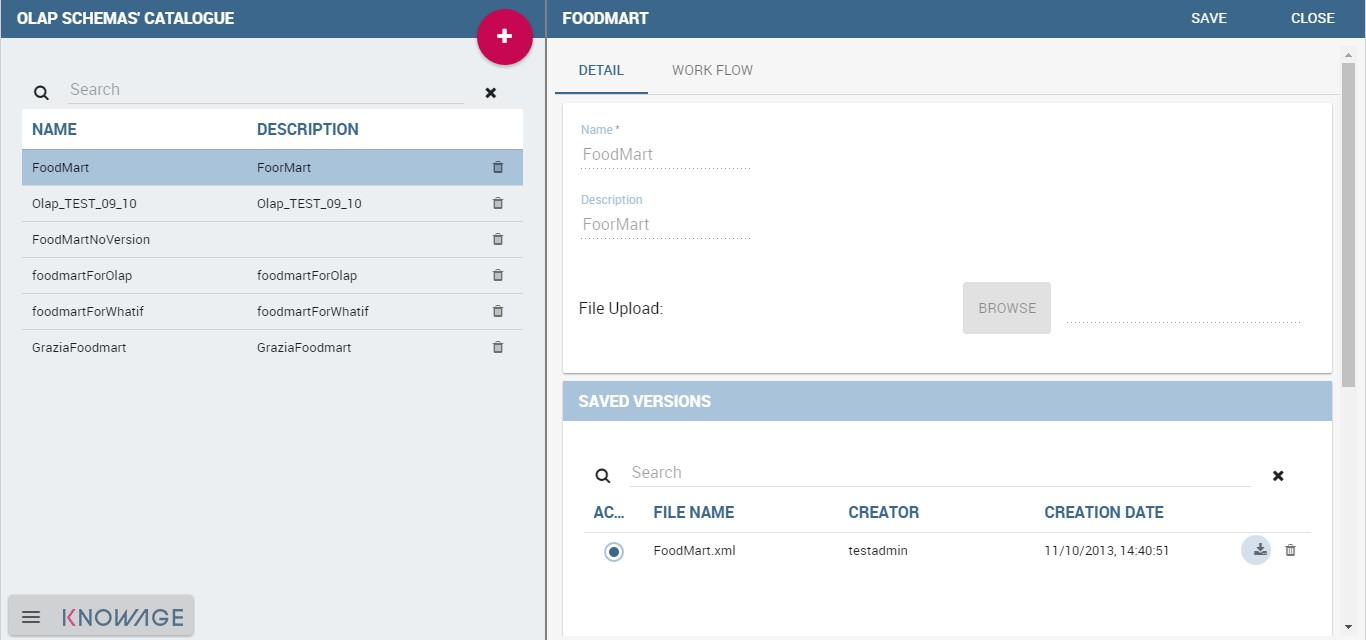 OLAP SCHEMAS' CATALOGUE
+
Search
NAME DESCRIPTION
FoodMart FoorMart
Olap_TEST_09_10 Olap_TEST_09_10
FoodMartNoVersion
foodmartForOlap foodmartForOlap
foodmartForWhatif foodmartForWhatif
GraziaFoodmart GraziaFoodmart
KNOWAGE
FOODMART SAVE CLOSE
DETAIL WORK FLOW
Name *
FoodMart
Description
FoorMart
File Upload: BROWSE
SAVED VERSIONS
Search
AC... FILE NAME CREATOR CREATION DATE
FoodMart.xml testadmin 11/10/2013, 14:40:51